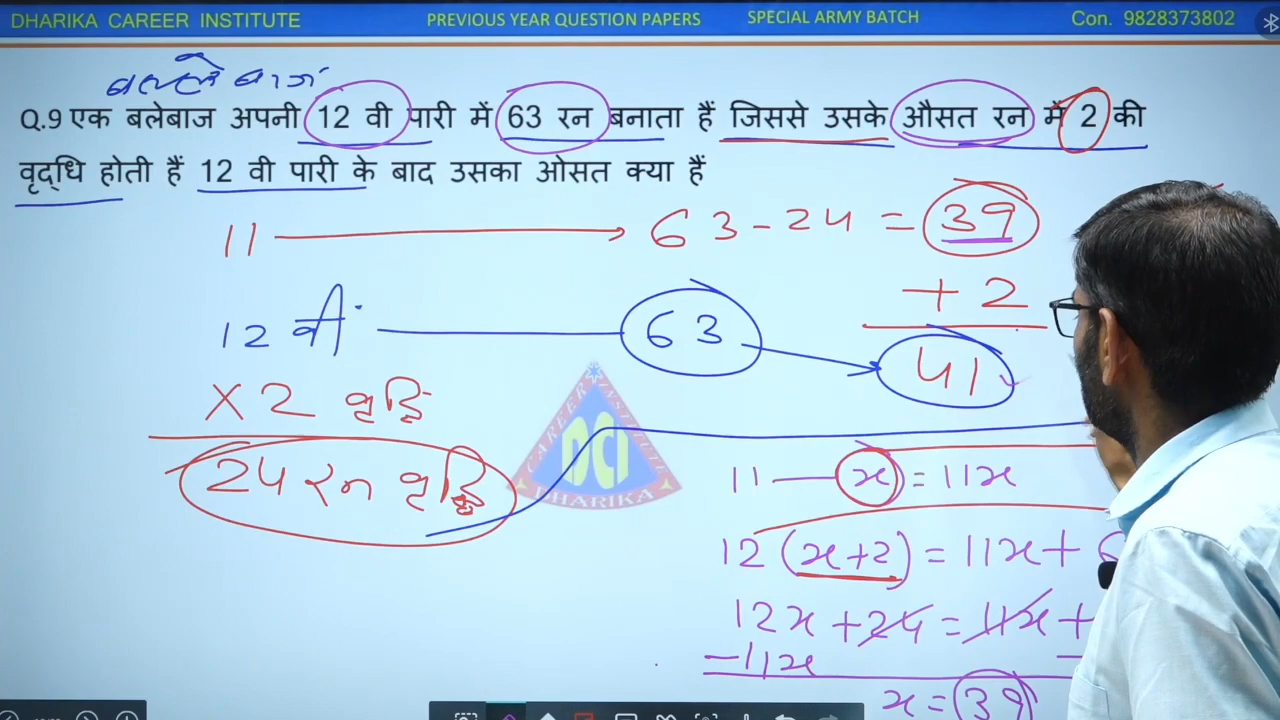 DHARIKA CAREER INSTITUTE PREVIOUS YEAR QUESTION PAPERS SPECIAL ARMY BATCH Con. 9828373802
Q.9 एक बलेबाज अपनी 12 वी पारी में 63 रन बनाता हैं जिससे उसके औसत रन में 2 की
वृद्धि होती हैं 12 वी पारी के बाद उसका ओसत क्या हैं
11 → 63 - 24 = 39
+ 2
12 वी 63 → 41
× 2 वृद्धि
24 रन वृद्धि
CAREER INSTITUTE
DCI
DHARIKA
11 — x = 11x
12 (x+2) = 11x +
12x + 24 = 11x +
-11x -
x = 39